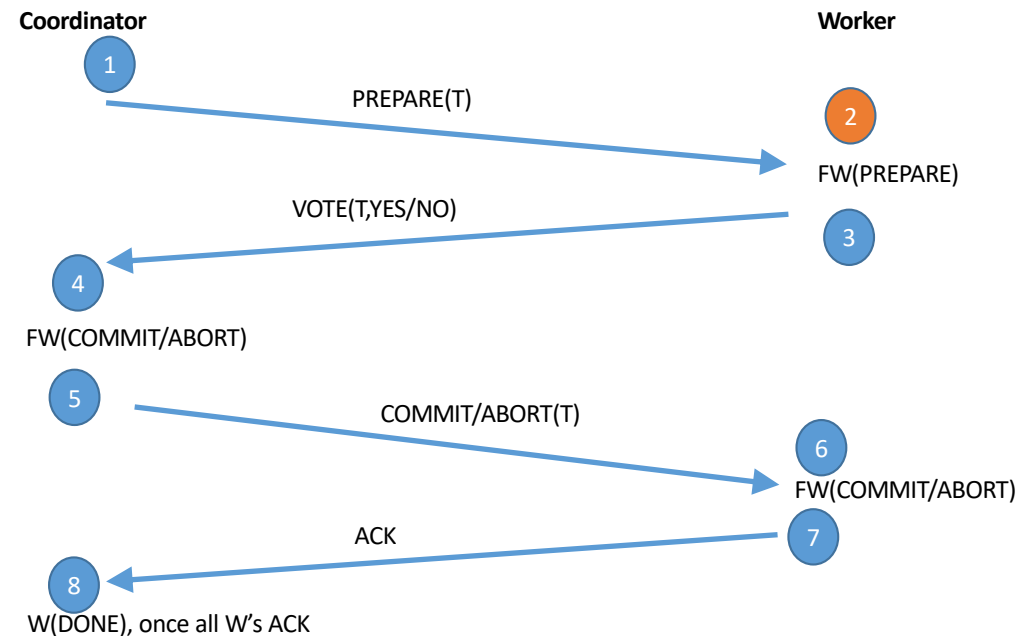 Coordinator
Worker
1
PREPARE(T)
2
FW(PREPARE)
VOTE(T,YES/NO)
3
4
FW(COMMIT/ABORT)
5
COMMIT/ABORT(T)
6
FW(COMMIT/ABORT)
ACK
7
8
W(DONE), once all W's ACK